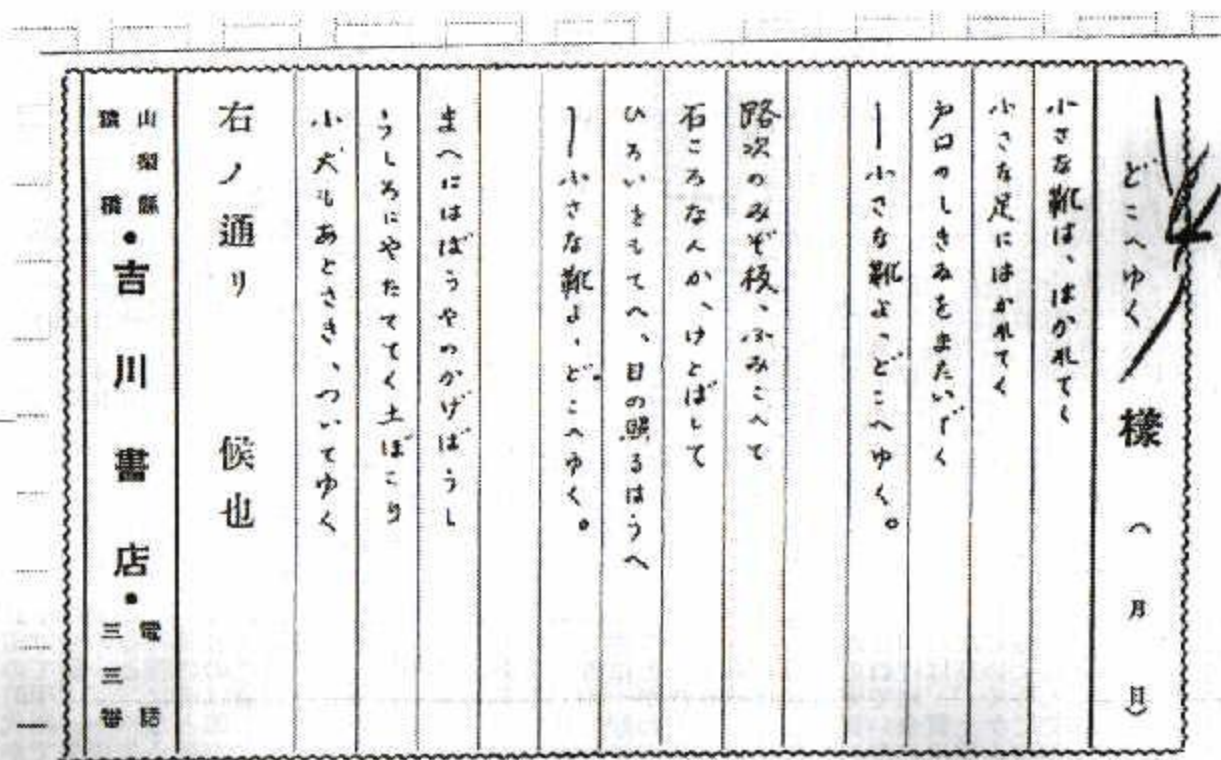 どこへゆく 様 (月 日)
小さな靴は、はかれてく
小さな足にはかれてく
戸口のしきゐをまたいでく
―小さな靴よ、どこへゆく。
路次のみぞ板、ふみこへて
石ころなんか、けとばして
ひろいおもてへ、日の照るはうへ
―小さな靴よ、どこへゆく。
まへにはばうやのかげばうし
うしろにやたててく土ぼこり
小犬もあとさき、ついてゆく
右ノ通リ 候也
山梨縣
猿橋
・吉川書店・
電話
三三番